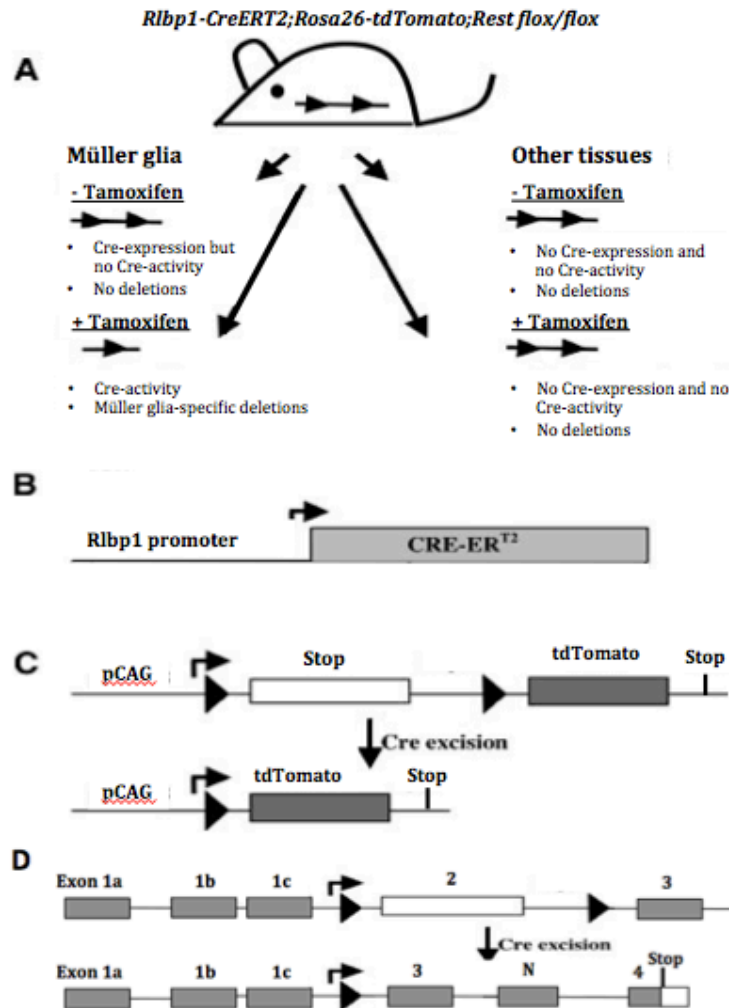 Rlbp1-CreERT2;Rosa26-tdTomato;Rest flox/flox
A
Müller glia
- Tamoxifen
• Cre-expression but
no Cre-activity
• No deletions
+ Tamoxifen
• Cre-activity
• Müller glia-specific deletions
Other tissues
- Tamoxifen
• No Cre-expression and
no Cre-activity
• No deletions
+ Tamoxifen
• No Cre-expression and no
Cre-activity
• No deletions
B
Rlbp1 promoter
CRE-ERT2
C
pCAG Stop tdTomato Stop
Cre excision
pCAG tdTomato Stop
D
Exon 1a 1b 1c 2 3
Cre excision
Exon 1a 1b 1c 3 N 4 Stop